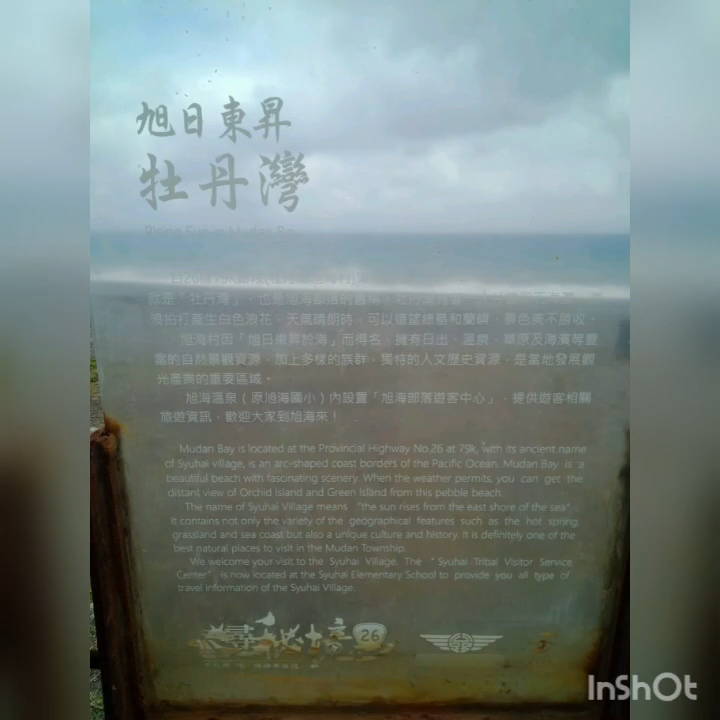 旭日東昇
牡丹灣
Rising Sun in Mudan Bay
就是「牡丹灣」，也是旭海部落的舊稱，牡丹灣
浪拍打產生白色浪花，天氣晴朗時，可以遠望綠島和蘭嶼，景色美不勝收。
旭海村因「旭日東昇於海」而得名，擁有日出、溫泉、草原及海濱等豐
富的自然景觀資源，加上多樣的族群，獨特的人文歷史資源，是當地發展觀
光產業的重要區域。
旭海溫泉（原旭海國小）內設置「旭海部落遊客中心」，提供遊客相關
旅遊資訊，歡迎大家到旭海來！
Mudan Bay is located at the Provincial Highway No.26 at 79k, with its ancient name
of Syuhai village, is an arc-shaped coast borders of the Pacific Ocean. Mudan Bay is a
beautiful beach with fasconating scenery. When the weather permits, you can get the
distant view of Orchid Island and Green Island from this pebble beach.
The name of Syuhai Village means "the sun rises from the east shore of the sea".
It contains not only the variety of the geographical features such as the hot spring,
grassland and sea coast but also a unique culture and history. It is definitely one of the
best natural places to visit in the Mudan Township.
We welcome your visit to the Syuhai Village. The "Syuhai Tribal Visitor Service
Center" is now located at the Syuhai Elementary School to provide you all type of
travel information of the Syuhai Village.
尋秘境 26
InShOt